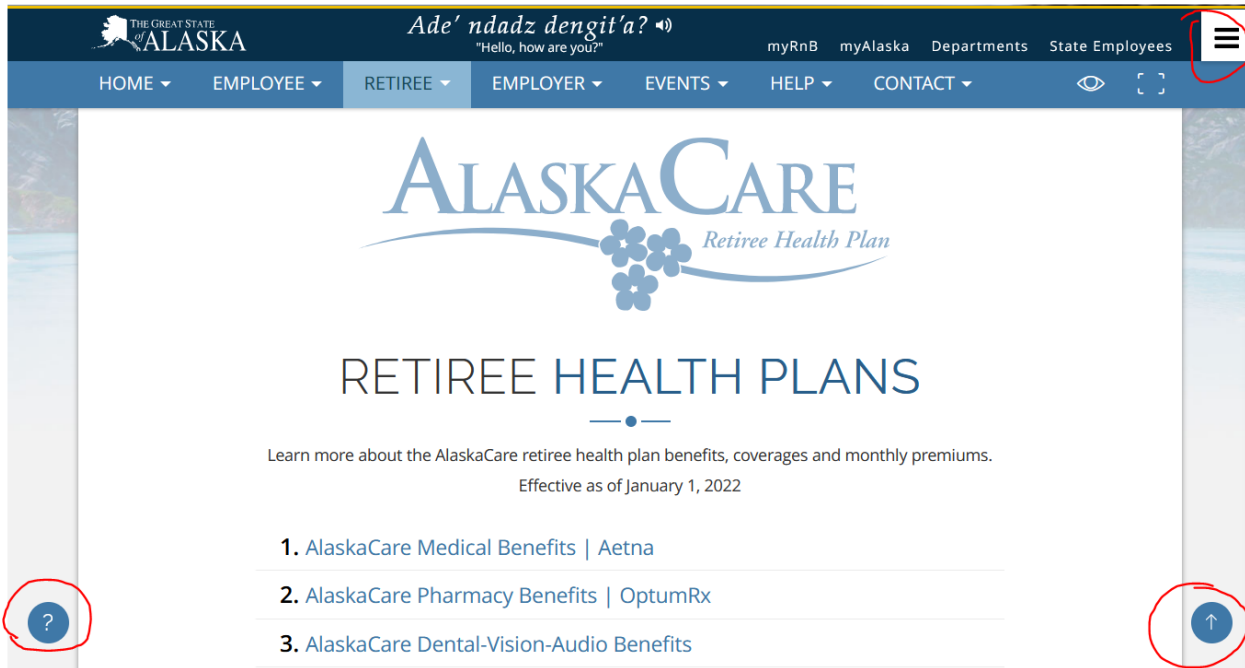 THE GREAT STATE
of ALASKA
Ade' ndadz dengit'a?
"Hello, how are you?"
myRnB myAlaska Departments State Employees
HOME EMPLOYEE RETIREE EMPLOYER EVENTS HELP CONTACT
ALASKACARE
Retiree Health Plan
RETIREE HEALTH PLANS
Learn more about the AlaskaCare retiree health plan benefits, coverages and monthly premiums.
Effective as of January 1, 2022
1. AlaskaCare Medical Benefits | Aetna
2. AlaskaCare Pharmacy Benefits | OptumRx
3. AlaskaCare Dental-Vision-Audio Benefits
?